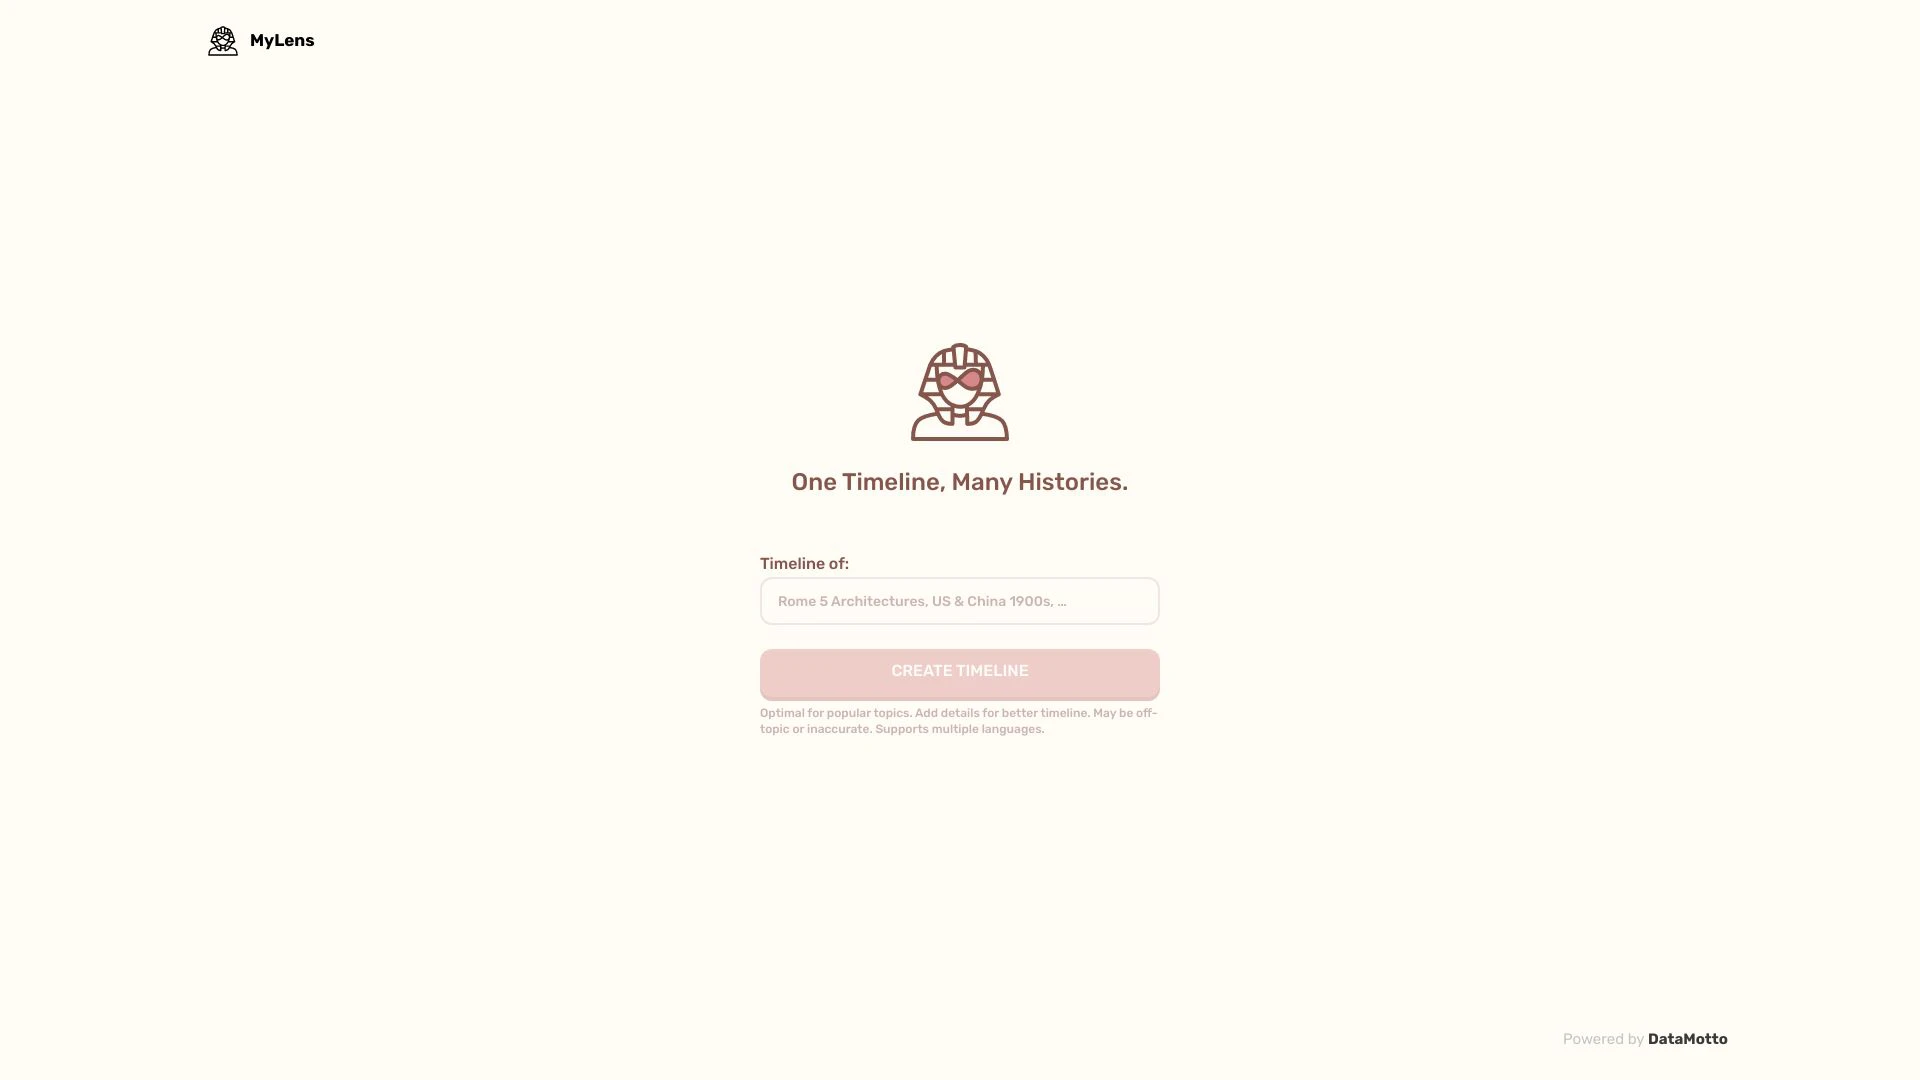 MyLens
One Timeline, Many Histories.
Timeline of:
Rome 5 Architectures, US & China 1900s, ...
CREATE TIMELINE
Optimal for popular topics. Add details for better timeline. May be off-
topic or inaccurate. Supports multiple languages.
Powered by DataMotto